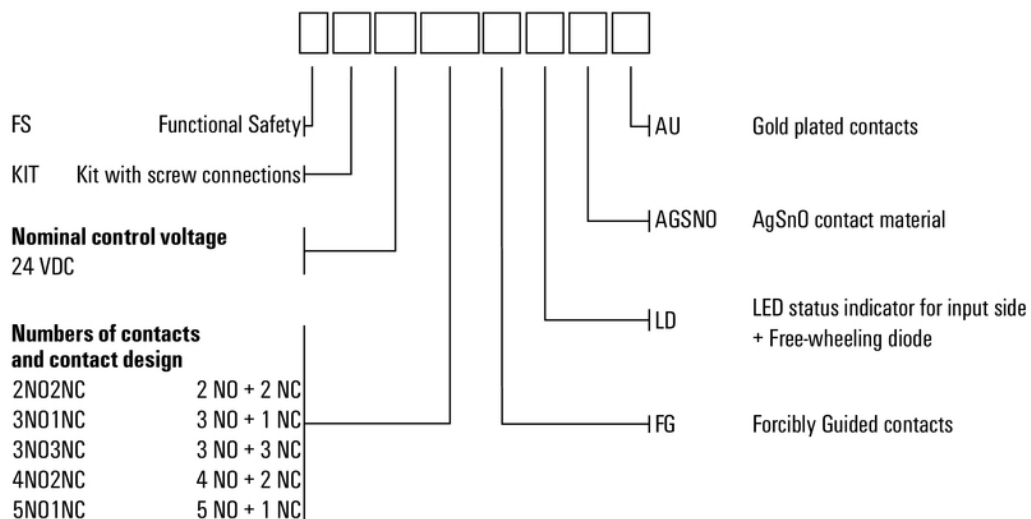 FS Functional Safety
KIT Kit with screw connections
Nominal control voltage
24 VDC
Numbers of contacts
and contact design
2NO2NC 2 NO + 2 NC
3NO1NC 3 NO + 1 NC
3NO3NC 3 NO + 3 NC
4NO2NC 4 NO + 2 NC
5NO1NC 5 NO + 1 NC
AU Gold plated contacts
AGSNO AgSnO contact material
LD LED status indicator for input side
+ Free-wheeling diode
FG Forcibly Guided contacts